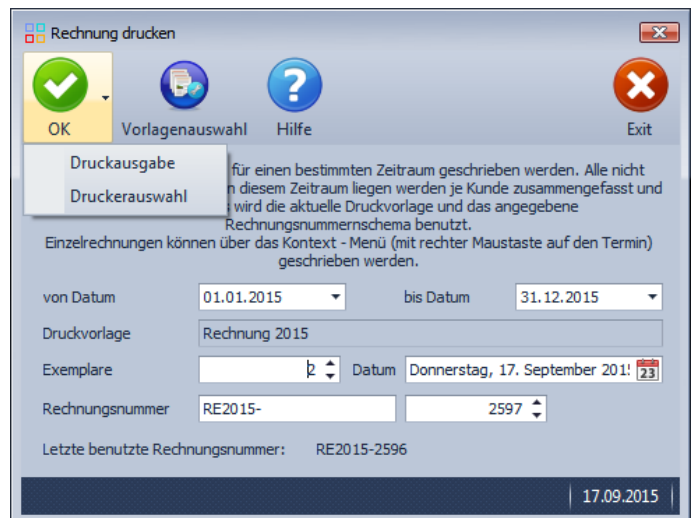 Rechnung drucken
OK Vorlagenauswahl Hilfe Exit
Druckausgabe
Druckerauswahl
für einen bestimmten Zeitraum geschrieben werden. Alle nicht
diesem Zeitraum liegen werden je Kunde zusammengefasst und
wird die aktuelle Druckvorlage und das angegebene
Rechnungsnummernschema benutzt.
Einzelrechnungen können über das Kontext - Menü (mit rechter Maustaste auf den Termin)
geschrieben werden.
von Datum 01.01.2015 bis Datum 31.12.2015
Druckvorlage Rechnung 2015
Exemplare 2 Datum Donnerstag, 17. September 201 23
Rechnungsnummer RE2015- 2597
Letzte benutzte Rechnungsnummer: RE2015-2596
17.09.2015